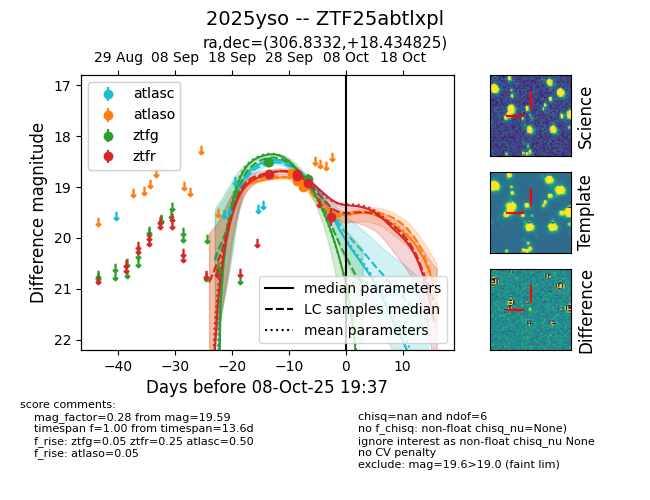 2025yso -- ZTF25abtlxpl
ra,dec=(306.8332,+18.434825)
29 Aug 08 Sep 18 Sep 28 Sep 08 Oct 18 Oct
17
18
19
20
21
22
Difference magnitude
atlasc
atlaso
ztfg
ztfr
median parameters
LC samples median
mean parameters
−40 −30 −20 −10 0 10
Days before 08-Oct-25 19:37
Science
Template
Difference
score comments:
mag_factor=0.28 from mag=19.59
timespan f=1.00 from timespan=13.6d
f_rise: ztfg=0.05 ztfr=0.25 atlasc=0.50
f_rise: atlaso=0.05
chisq=nan and ndof=6
no f_chisq: non-float chisq_nu=None)
ignore interest as non-float chisq_nu None
no CV penalty
exclude: mag=19.6>19.0 (faint lim)